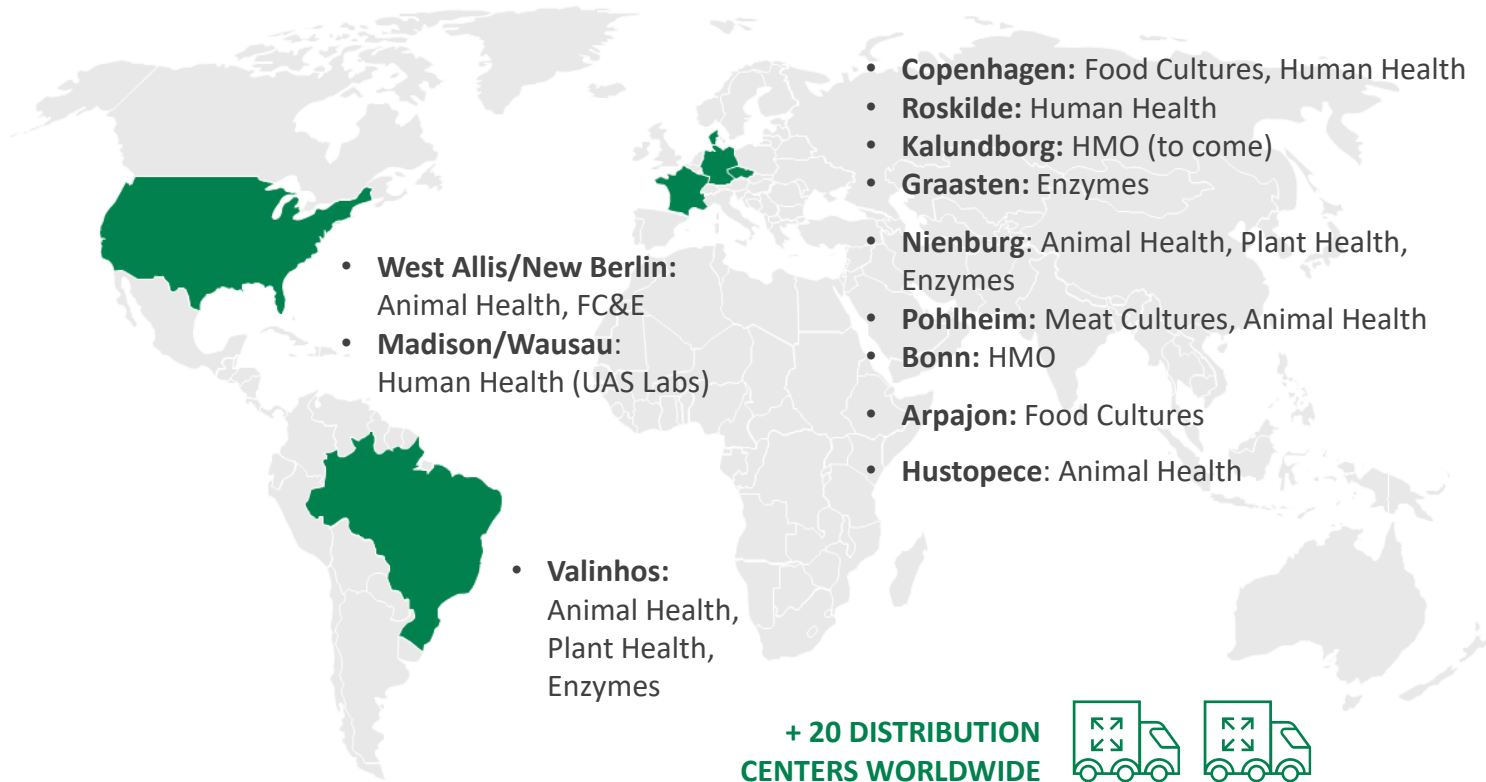 • West Allis/New Berlin:
Animal Health, FC&E
• Madison/Wausau:
Human Health (UAS Labs)
• Valinhos:
Animal Health,
Plant Health,
Enzymes
• Copenhagen: Food Cultures, Human Health
• Roskilde: Human Health
• Kalundborg: HMO (to come)
• Graasten: Enzymes
• Nienburg: Animal Health, Plant Health,
Enzymes
• Pohlheim: Meat Cultures, Animal Health
• Bonn: HMO
• Arpajon: Food Cultures
• Hustopece: Animal Health
+ 20 DISTRIBUTION
CENTERS WORLDWIDE